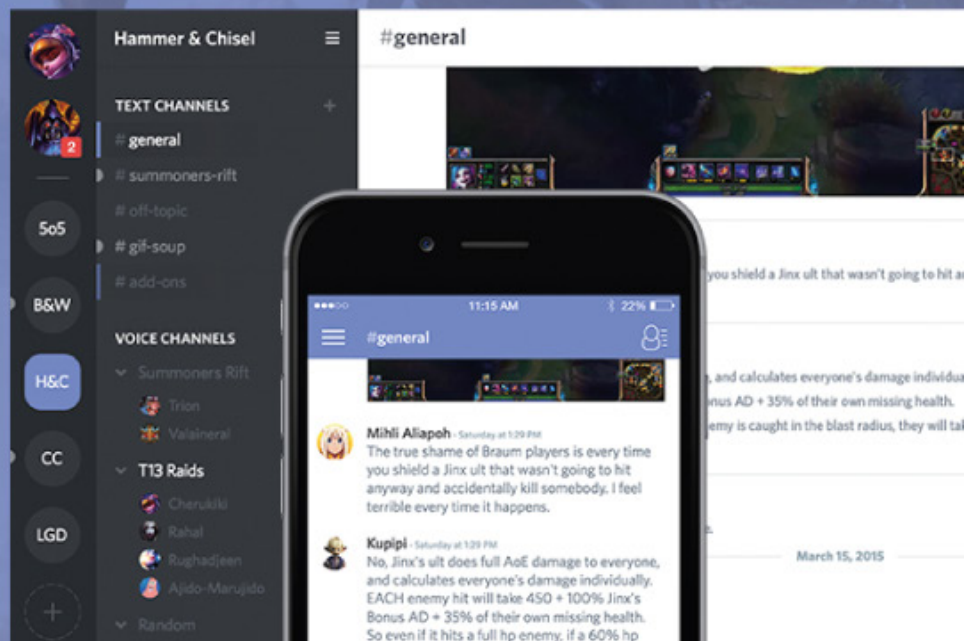 Hammer & Chisel
#general
TEXT CHANNELS
# general
# summoners-rift
# off-topic
# gif-soup
# add-ons
2
5o5
B&W
H&C
CC
LGD
VOICE CHANNELS
Summoners Rift
Trion
Valaineral
T13 Raids
Cherukiki
Rahal
Rughadjeen
Ajido-Marujido
Random
11:15 AM
22%
#general
Mihli Aliapoh - Saturday at 1:29 PM
The true shame of Braum players is every time
you shield a Jinx ult that wasn't going to hit
anyway and accidentally kill somebody. I feel
terrible every time it happens.
Kupipi - Saturday at 1:29 PM
No, Jinx's ult does full AoE damage to everyone,
and calculates everyone's damage individually.
EACH enemy hit will take 450 + 100% Jinx's
Bonus AD + 35% of their own missing health.
So even if it hits a full hp enemy, if a 60% hp
you shield a Jinx ult that wasn't going to hit
, and calculates everyone's damage
AD + 35% of their own missing health.
is caught in the blast radius, they will
March 15, 2015